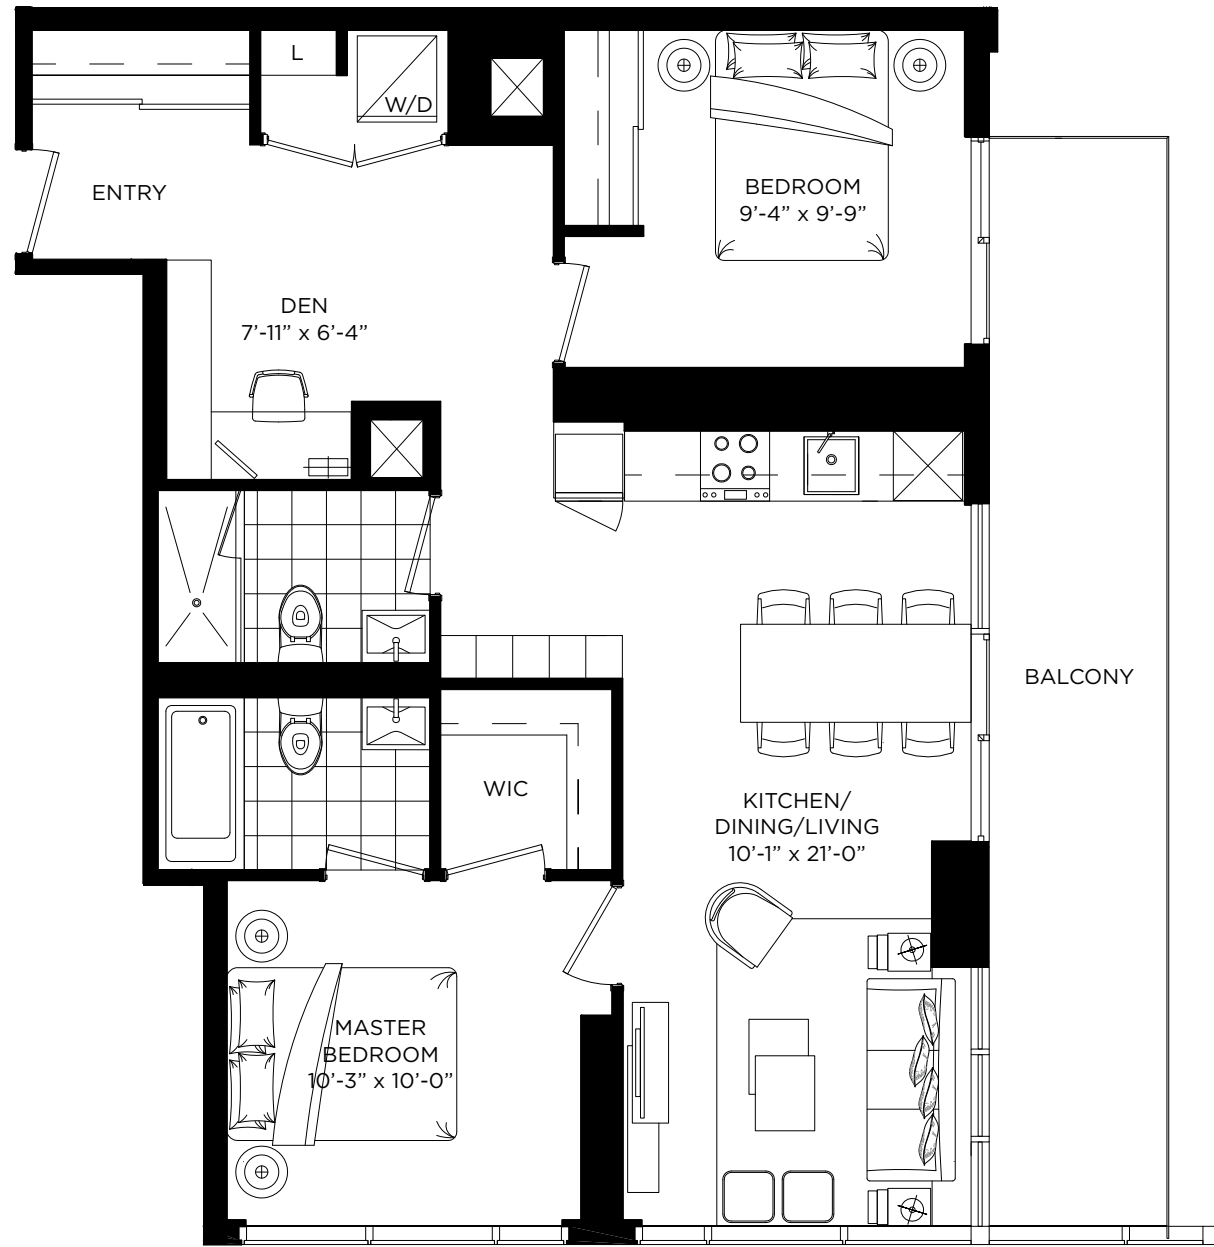 L
W/D
ENTRY
BEDROOM
9’-4” x 9’-9”
DEN
7’-11” x 6’-4”
BALCONY
WIC
KITCHEN/
DINING/LIVING
10’-1” x 21’-0”
MASTER
BEDROOM
10’-3” x 10’-0”